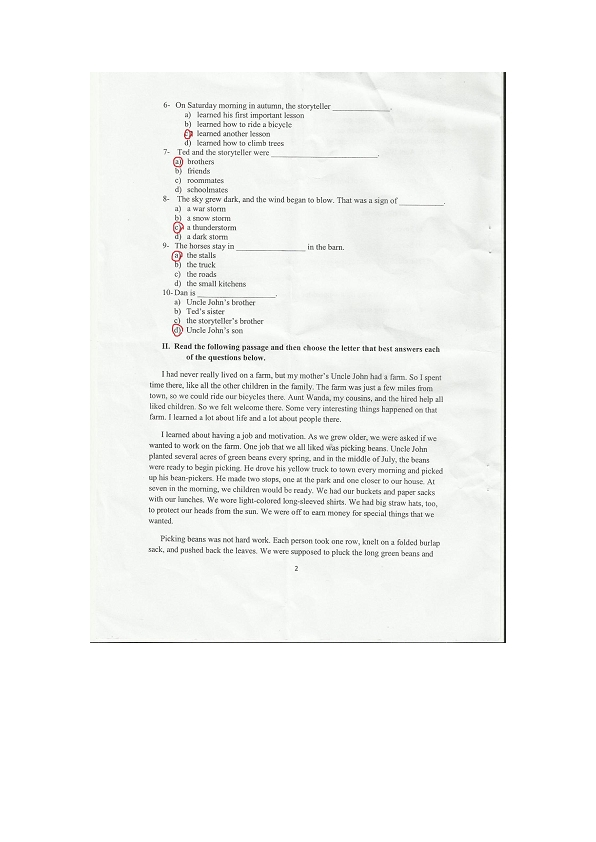 6- On Saturday morning in autumn, the storyteller _______________.
a) learned his first important lesson
b) learned how to ride a bicycle
c) learned another lesson
d) learned how to climb trees
7- Ted and the storyteller were ____________________________.
a) brothers
b) friends
c) roommates
d) schoolmates
8- The sky grew dark, and the wind began to blow. That was a sign of ____________.
a) a war storm
b) a snow storm
c) a thunderstorm
d) a dark storm
9- The horses stay in __________________ in the barn.
a) the stalls
b) the truck
c) the roads
d) the small kitchens
10- Dan is ____________________.
a) Uncle John's brother
b) Ted's sister
c) the storyteller's brother
d) Uncle John's son
II. Read the following passage and then choose the letter that best answers each
of the questions below.
I had never really lived on a farm, but my mother's Uncle John had a farm. So I spent
time there, like all the other children in the family. The farm was just a few miles from
town, so we could ride our bicycles there. Aunt Wanda, my cousins, and the hired help all
liked children. So we felt welcome there. Some very interesting things happened on that
farm. I learned a lot about life and a lot about people there.
I learned about having a job and motivation. As we grew older, we were asked if we
wanted to work on the farm. One job that we all liked was picking beans. Uncle John
planted several acres of green beans every spring, and in the middle of July, the beans
were ready to begin picking. He drove his yellow truck to town every morning and picked
up his bean-pickers. He made two stops, one at the park and one closer to our house. At
seven in the morning, we children would be ready. We had our buckets and paper sacks
with our lunches. We wore light-colored long-sleeved shirts. We had big straw hats, too,
to protect our heads from the sun. We were off to earn money for special things that we
wanted.
Picking beans was not hard work. Each person took one row, knelt on a folded burlap
sack, and pushed back the leaves. We were supposed to pluck the long green beans and
2